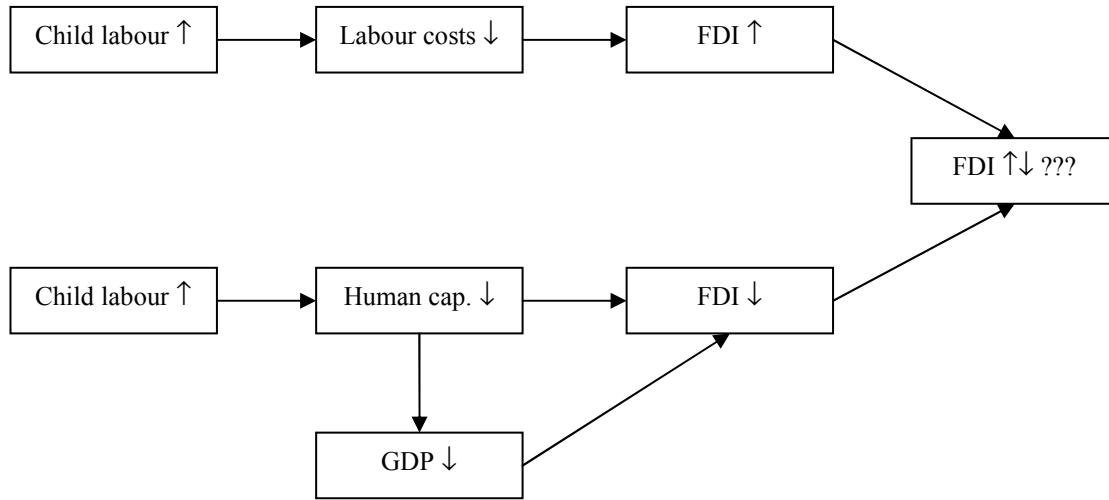 Child labour ↑
Labour costs ↓
FDI ↑
FDI ↑↓ ???
Child labour ↑
Human cap. ↓
FDI ↓
GDP ↓